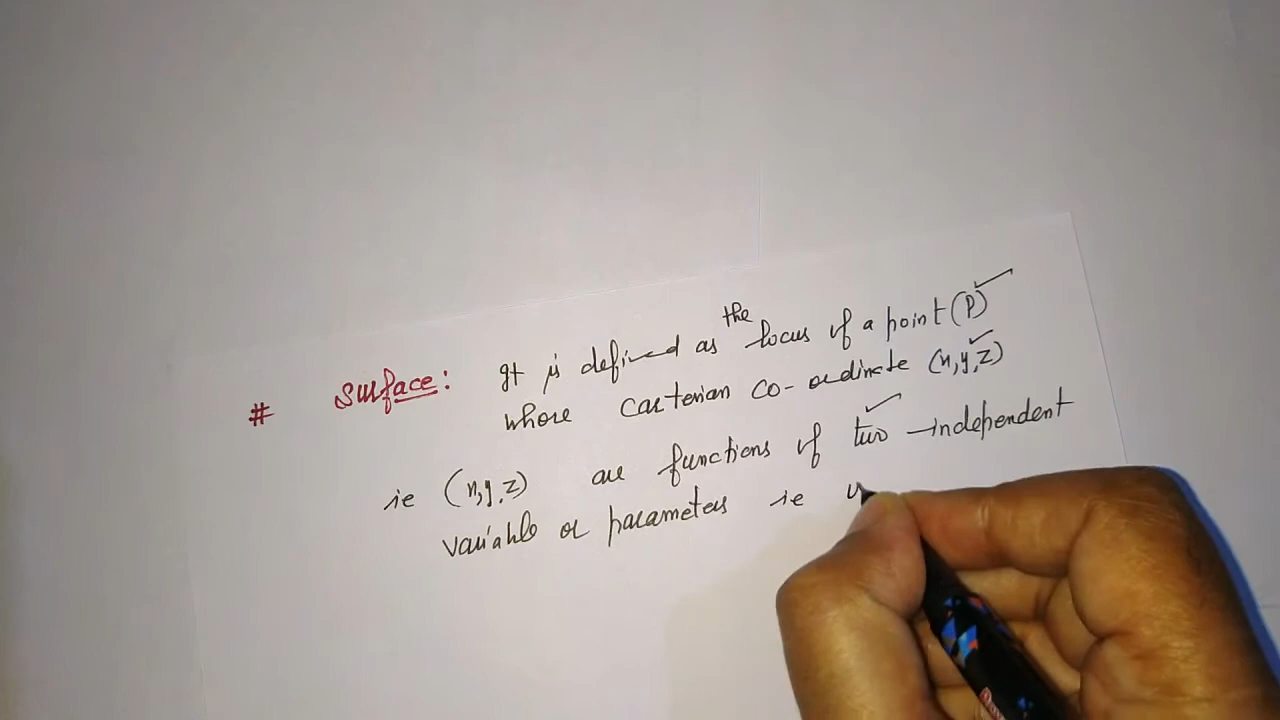 # Surface: It is defined as the locus of a point (P)
whose cartesian co-ordinate (x,y,z)
ie (x,y,z) are functions of two independent
variable or parameters ie u